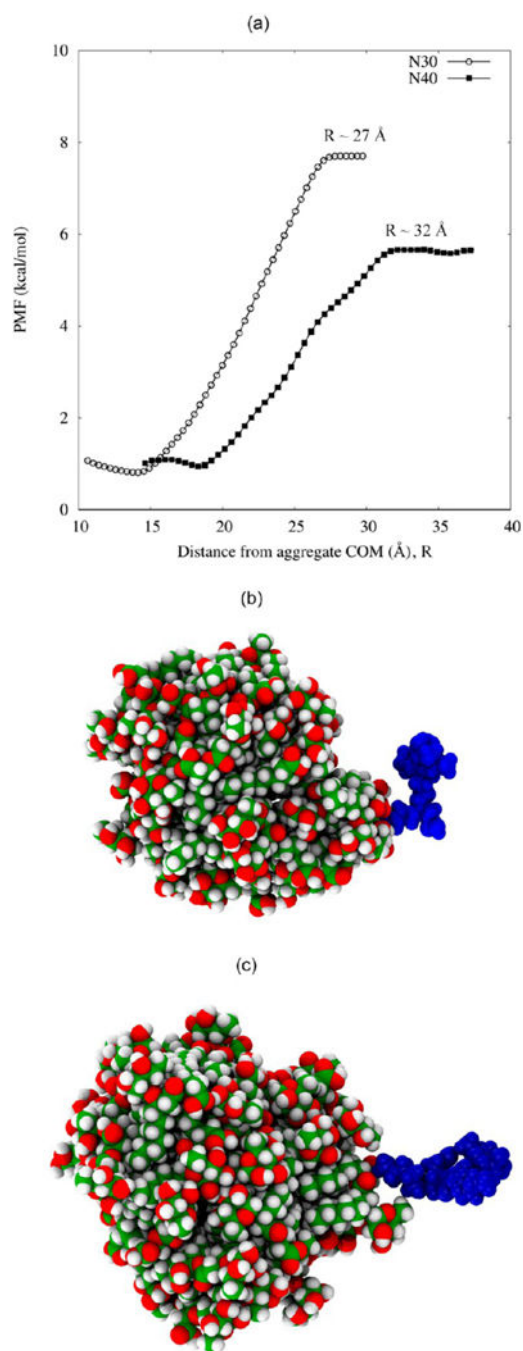 (a)
10
8
6
4
2
0
PMF (kcal/mol)
N30
N40
R ~ 27 Å
R ~ 32 Å
10 15 20 25 30 35 40
Distance from aggregate COM (Å), R
(b)
(c)